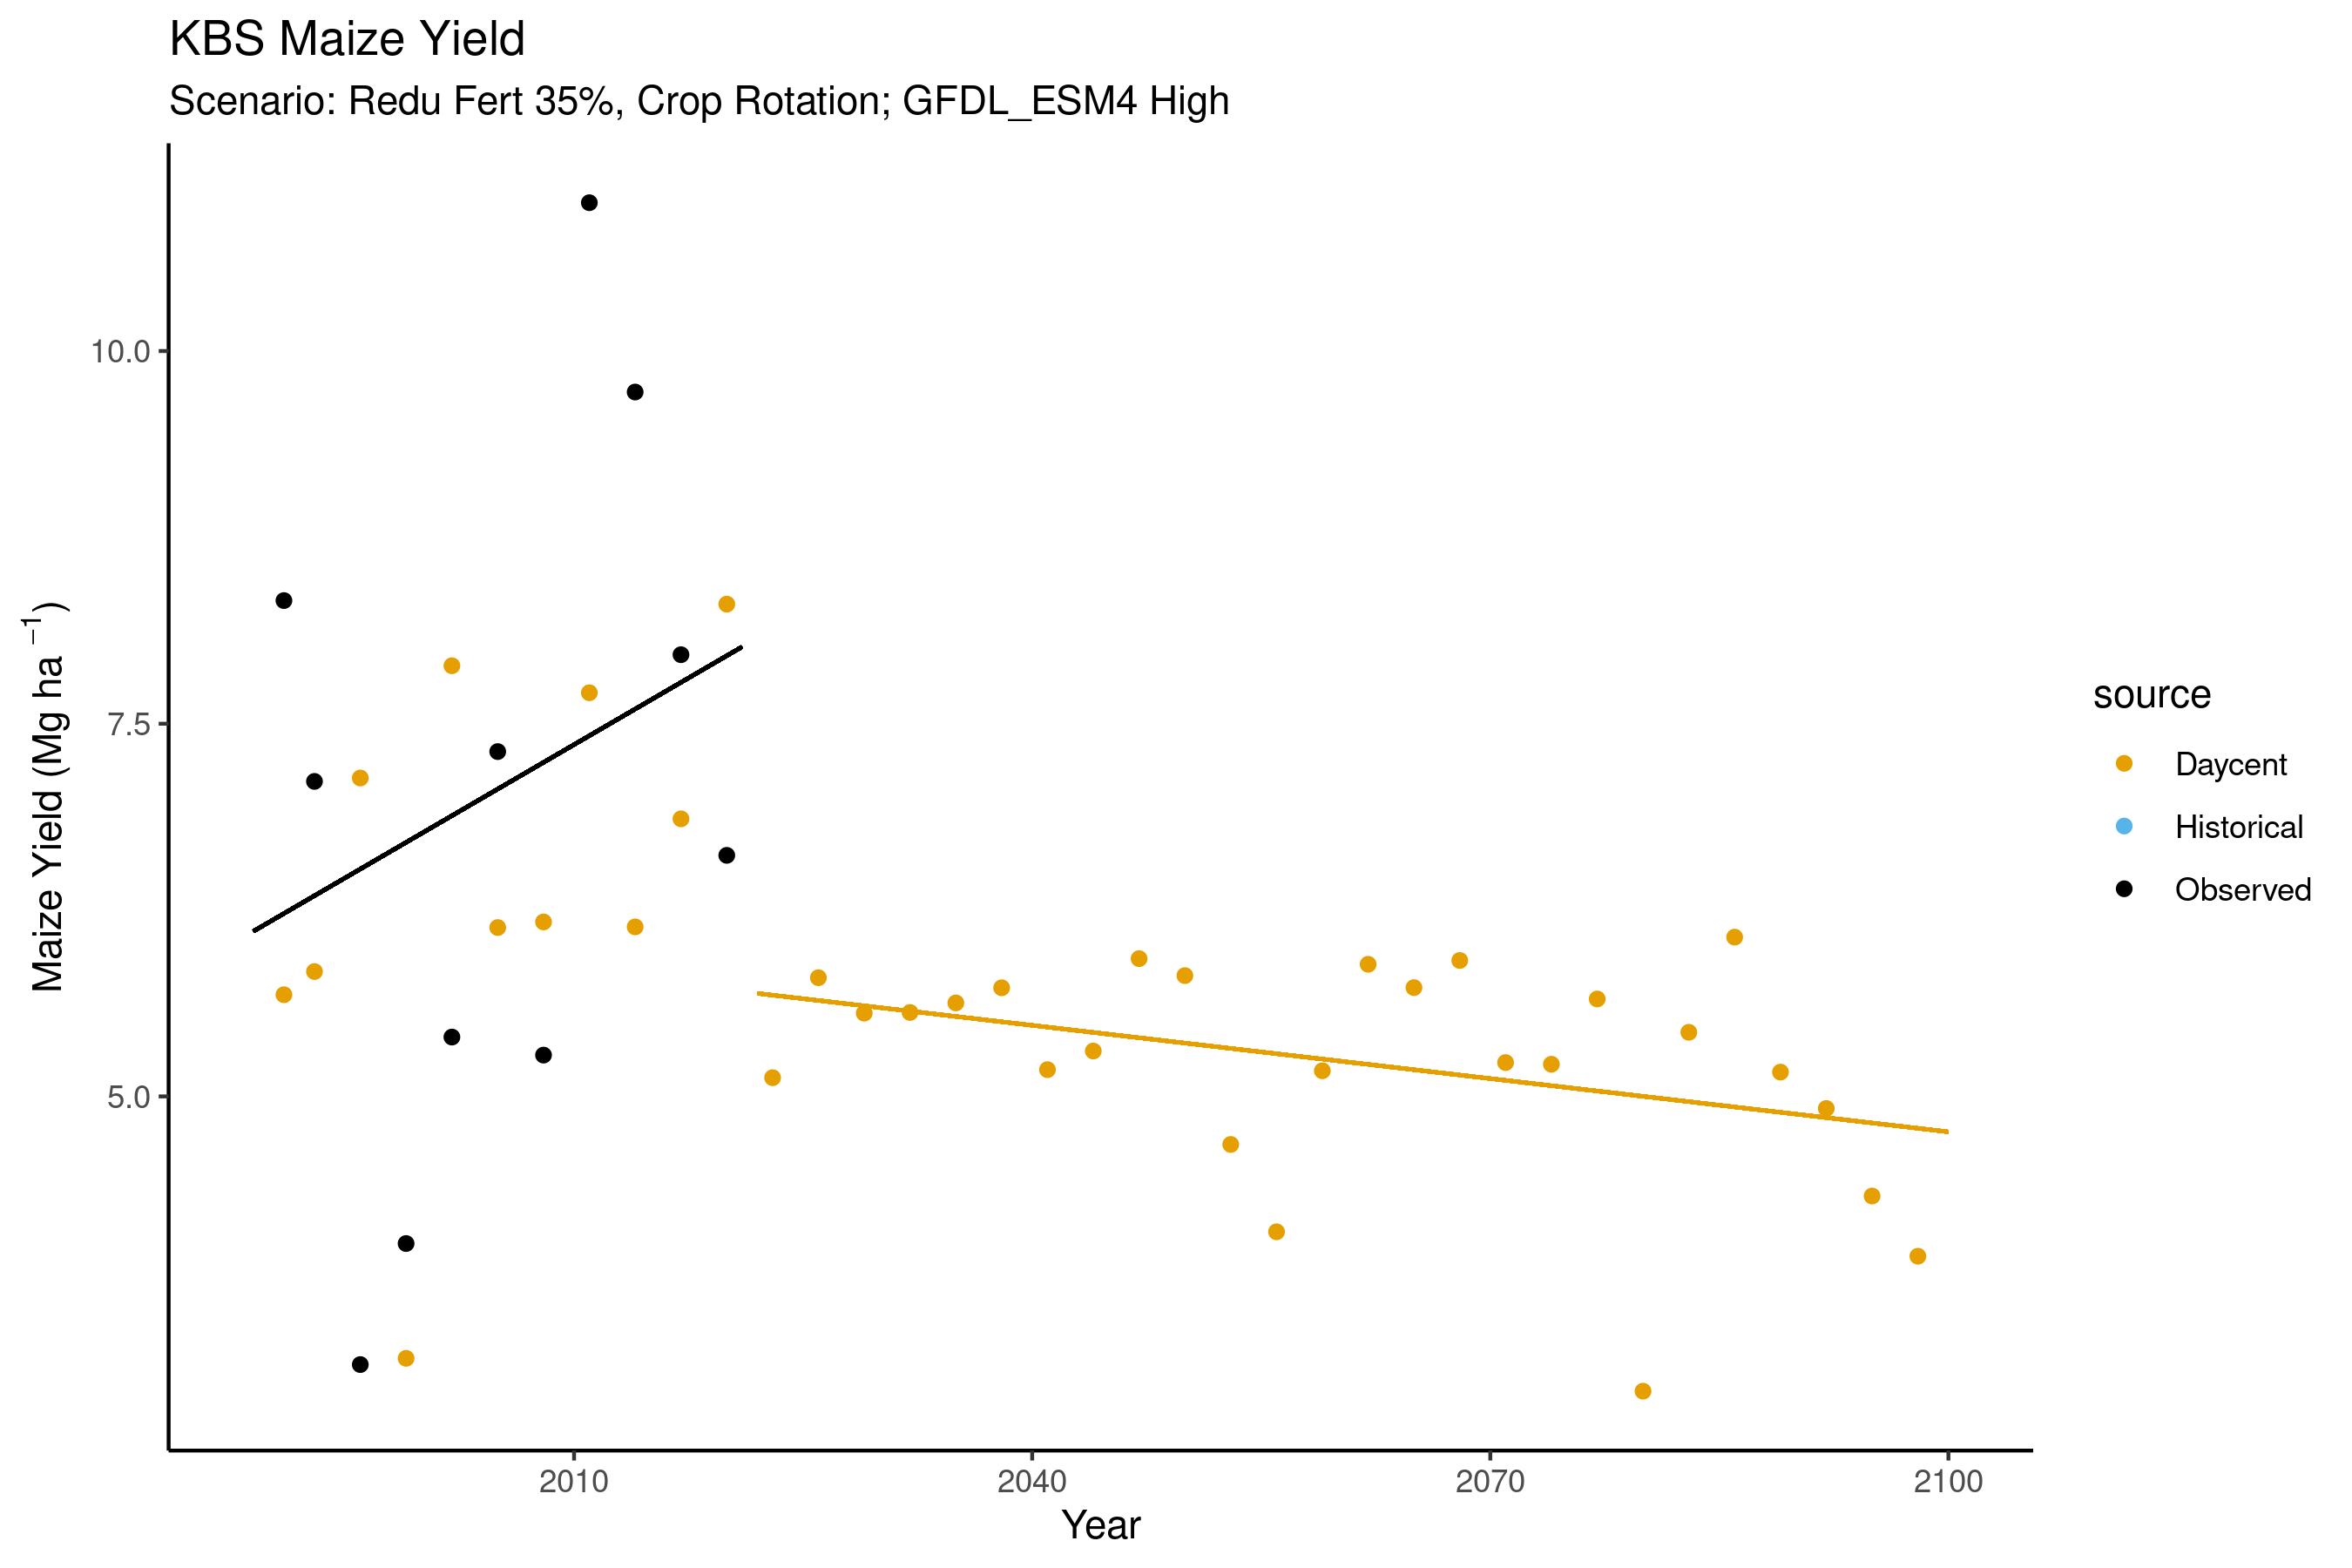 KBS Maize Yield
Scenario: Redu Fert 35%, Crop Rotation; GFDL_ESM4 High
Maize Yield (Mg ha⁻¹)
10.0
7.5
5.0
2010
2040
2070
2100
Year
source
Daycent
Historical
Observed